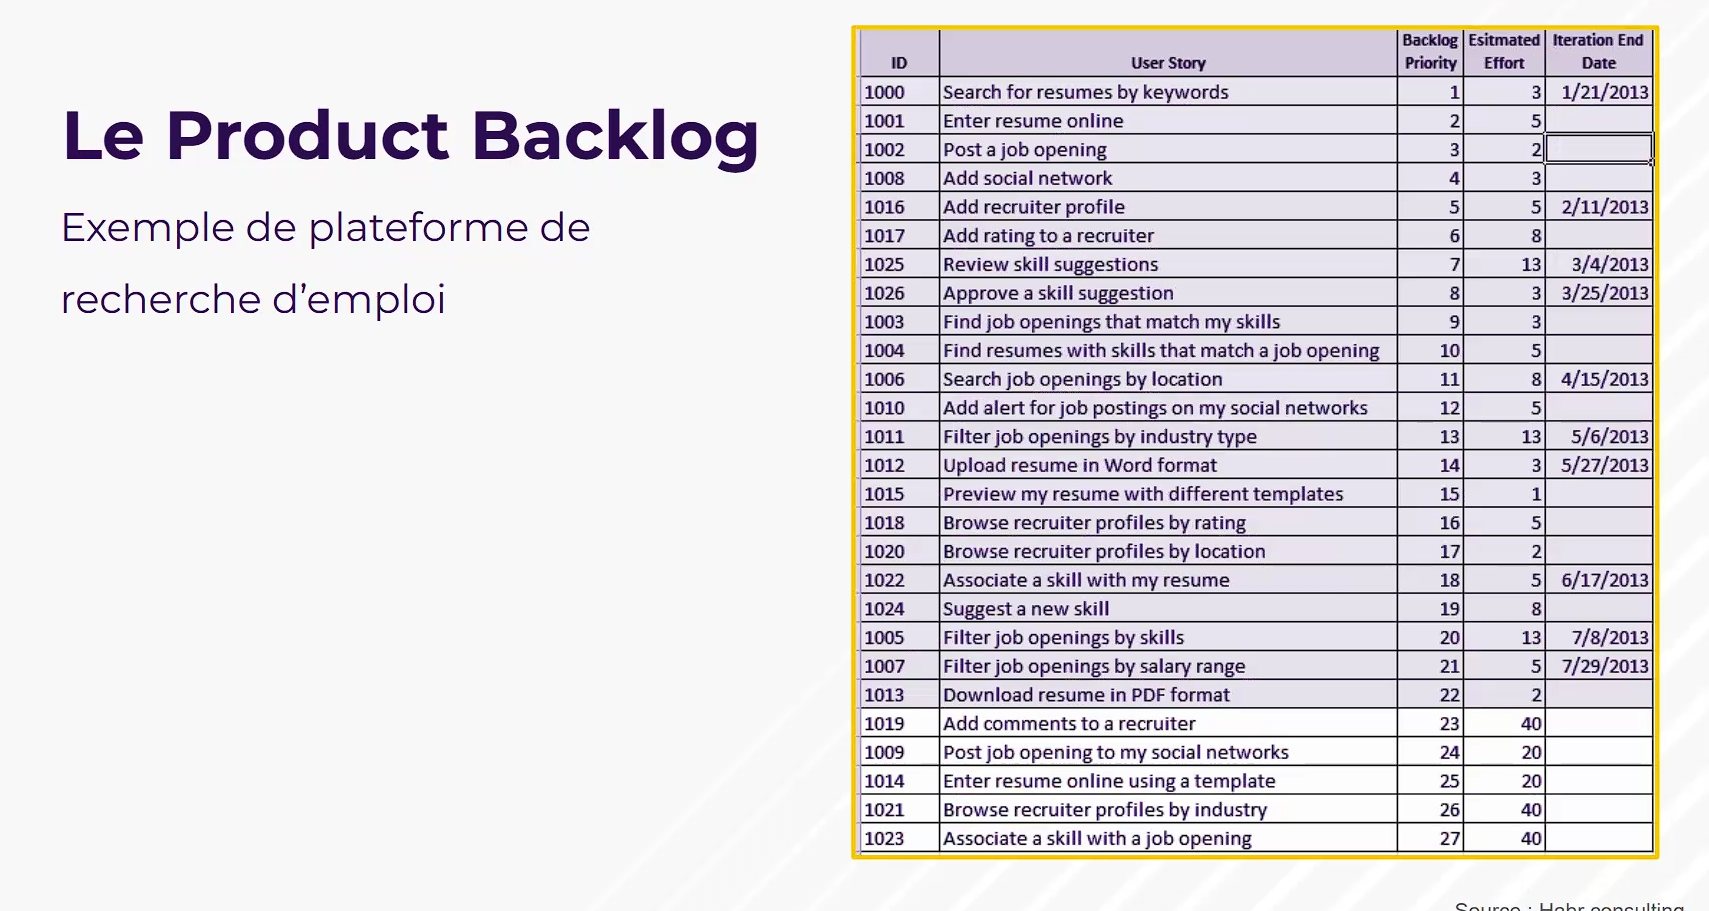 Le Product Backlog
Exemple de plateforme de
recherche d’emploi
ID User Story Backlog Priority Esitmated Effort Iteration End Date
1000 Search for resumes by keywords 1 3 1/21/2013
1001 Enter resume online 2 5
1002 Post a job opening 3 2
1008 Add social network 4 3
1016 Add recruiter profile 5 5 2/11/2013
1017 Add rating to a recruiter 6 8
1025 Review skill suggestions 7 13 3/4/2013
1026 Approve a skill suggestion 8 3 3/25/2013
1003 Find job openings that match my skills 9 3
1004 Find resumes with skills that match a job opening 10 5
1006 Search job openings by location 11 8 4/15/2013
1010 Add alert for job postings on my social networks 12 5
1011 Filter job openings by industry type 13 13 5/6/2013
1012 Upload resume in Word format 14 3 5/27/2013
1015 Preview my resume with different templates 15 1
1018 Browse recruiter profiles by rating 16 5
1020 Browse recruiter profiles by location 17 2
1022 Associate a skill with my resume 18 5 6/17/2013
1024 Suggest a new skill 19 8
1005 Filter job openings by skills 20 13 7/8/2013
1007 Filter job openings by salary range 21 5 7/29/2013
1013 Download resume in PDF format 22 2
1019 Add comments to a recruiter 23 40
1009 Post job opening to my social networks 24 20
1014 Enter resume online using a template 25 20
1021 Browse recruiter profiles by industry 26 40
1023 Associate a skill with a job opening 27 40
Source : consulting